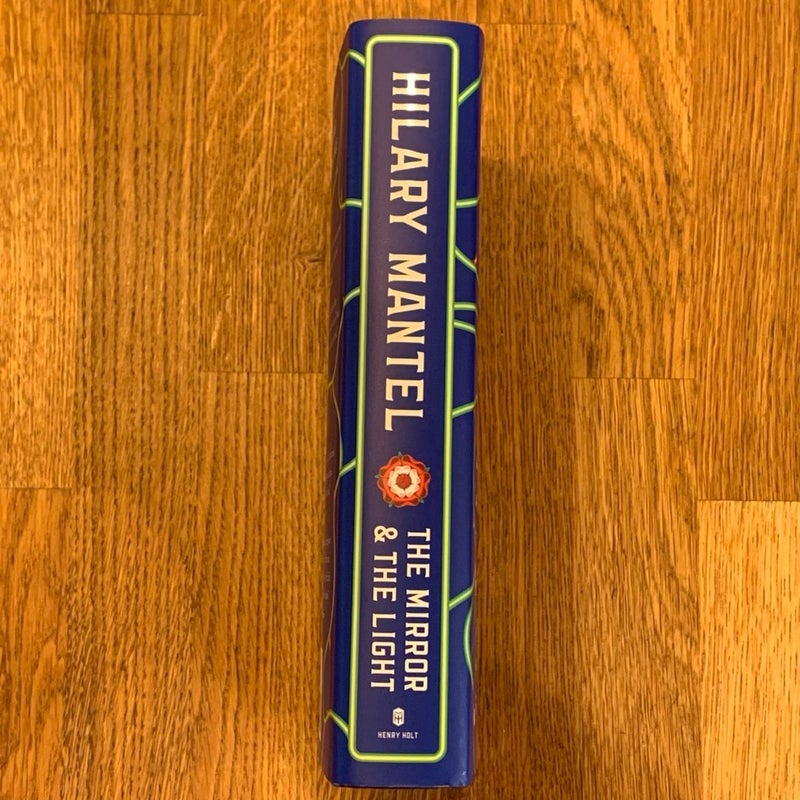 HILARY MANTEL
THE MIRROR
& THE LIGHT
HENRY HOLT